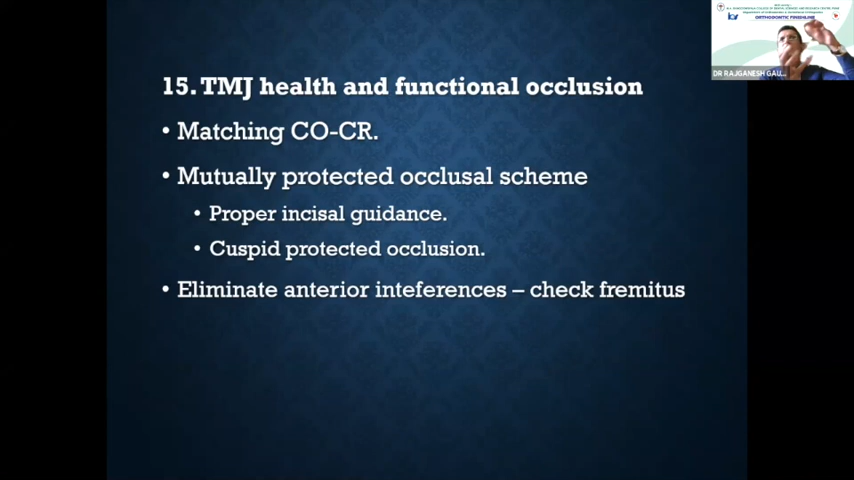 15. TMJ health and functional occlusion
• Matching CO-CR.
• Mutually protected occlusal scheme
• Proper incisal guidance.
• Cuspid protected occlusion.
• Eliminate anterior inteferences – check fremitus
ORTHODONTIC FINISHLINE
DR RAJGANESH GAU...